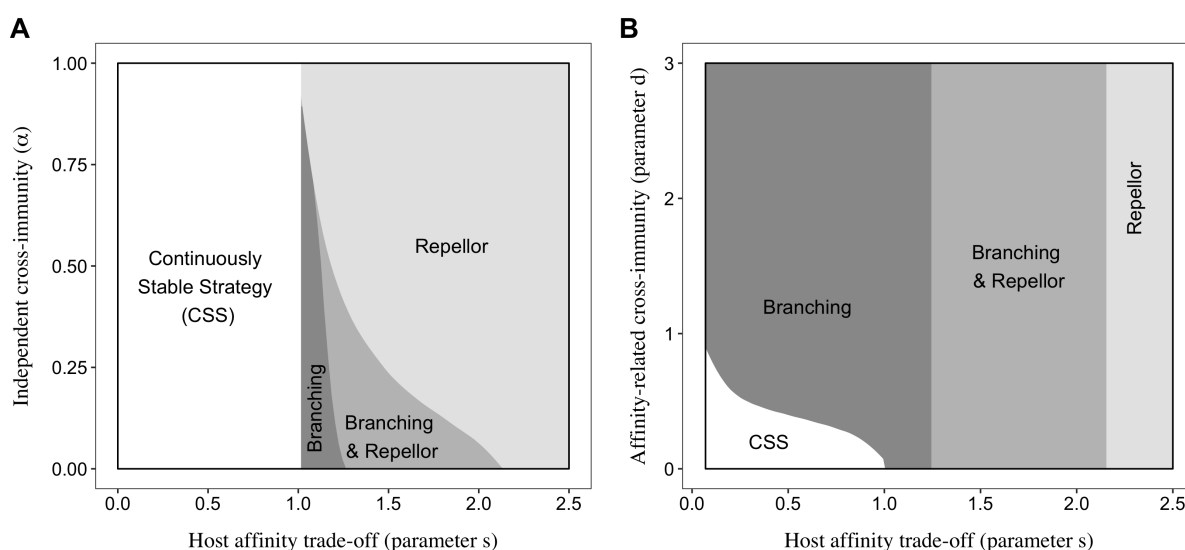 A
Independent cross-immunity (α)
1.00
0.75
0.50
0.25
0.00
Continuously
Stable Strategy
(CSS)
Branching
Branching
& Repellor
Repellor
0.0 0.5 1.0 1.5 2.0 2.5
Host affinity trade-off (parameter s)
B
Affinity-related cross-immunity (parameter d)
3
2
1
0
Branching
CSS
Branching
& Repellor
Repellor
0.0 0.5 1.0 1.5 2.0 2.5
Host affinity trade-off (parameter s)